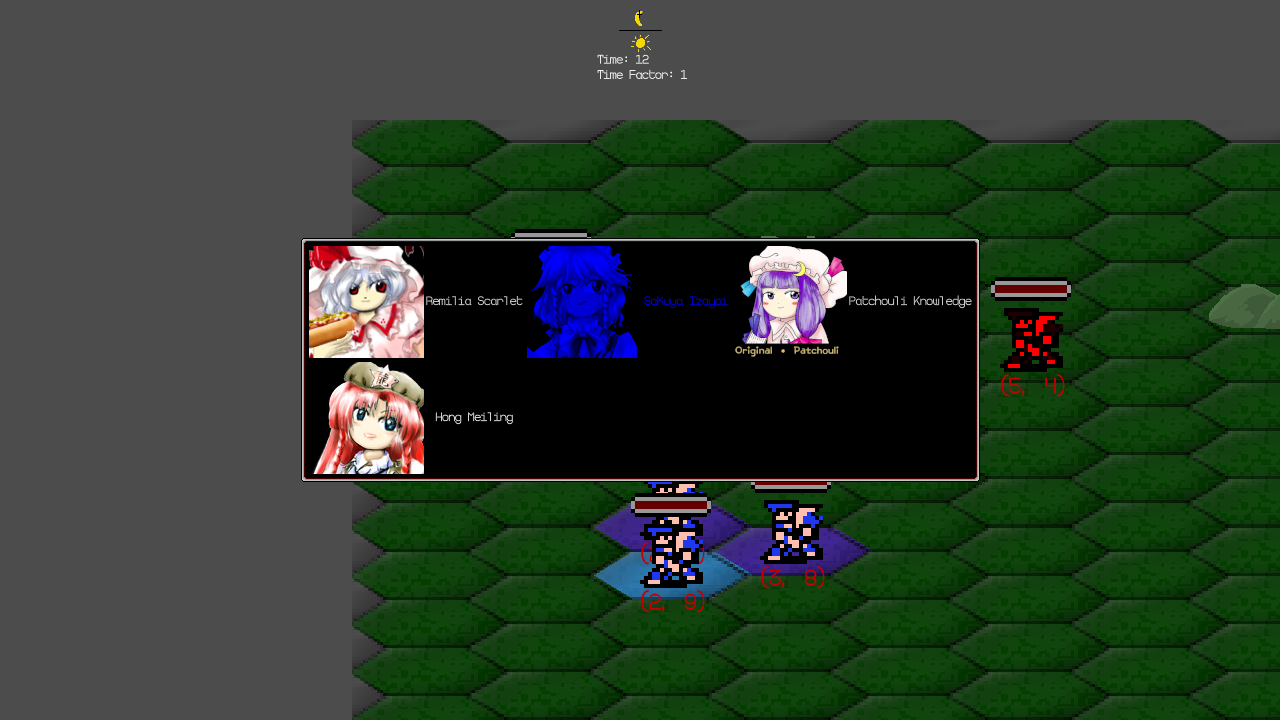 Time: 12
Time Factor: 1
Remilia Scarlet
Sakuya Izayoi
Patchouli Knowledge
Original • Patchouli
(5, 4)
Hong Meiling
(3, 8)
(2, 9)